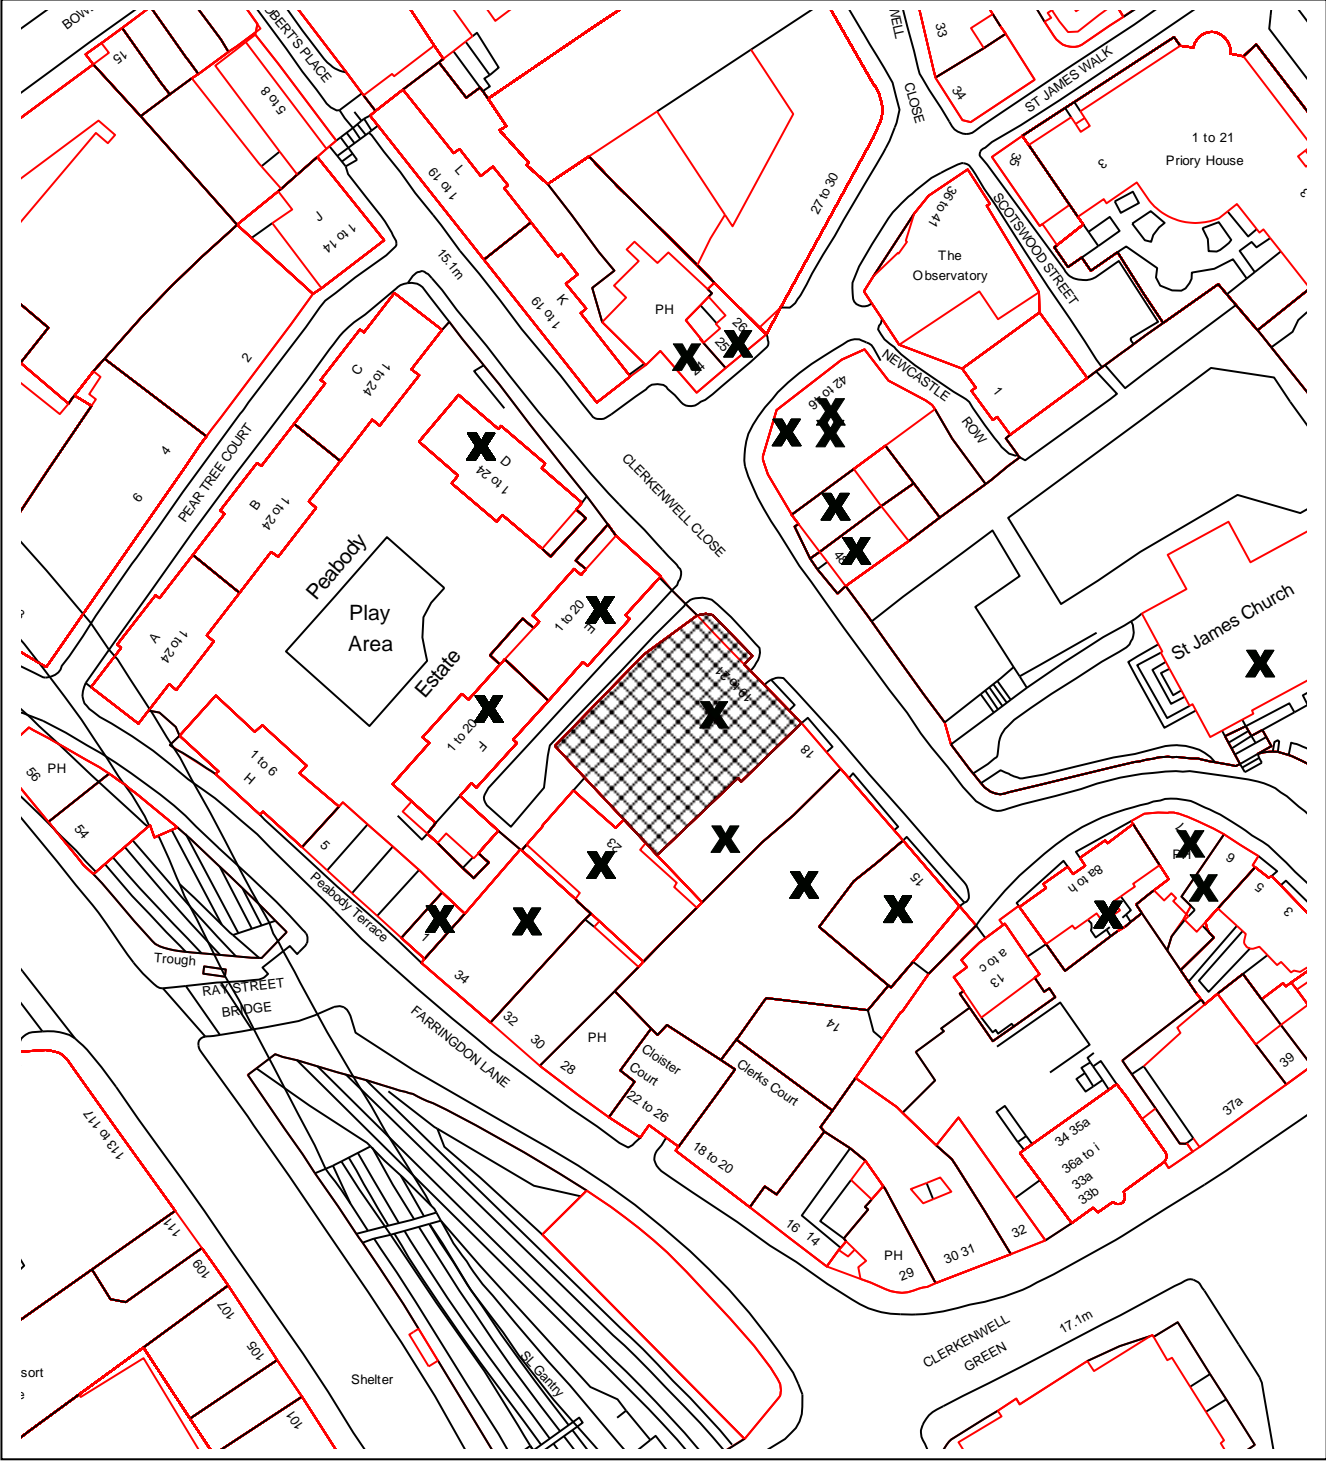 BOW
15
5 to 8
OBERT'S PLACE
J
1 to 14
L
1 to 19
15.1m
K
1 to 19
PH
26
25
27 to 30
WELL
CLOSE
33
34
ST JAMES WALK
35
3
1 to 21
Priory House
36 to 41
The
Observatory
SCOTSWOOD STREET
NEWCASTLE
ROW
1
42 to 46
X
X
X
X
X
X
X
48
2
4
6
PEAR TREE COURT
C
1 to 24
B
1 to 24
A
1 to 24
D
1 to 24
X
CLERKENWELL CLOSE
Peabody
Play
Area
Estate
1 to 20
E
X
1 to 20
F
X
19 to 21
X
St James Church
X
18
1 to 6
H
5
1
X
Peabody Terrace
56
PH
54
Trough
RAY STREET
BRIDGE
23
X
X
X
X
X
15
34
32
30
28
PH
FARRINGDON LANE
Cloister
Court
22 to 26
Clerks Court
18 to 20
14
13
a to c
8a to h
X
X
X
PH
6
5
3
39
37a
34 35a
36a to i
33a
33b
32
30 31
29
PH
16
14
113 to 117
111
109
107
105
101
sort
Shelter
SL Gantry
CLERKENWELL
GREEN
17.1m